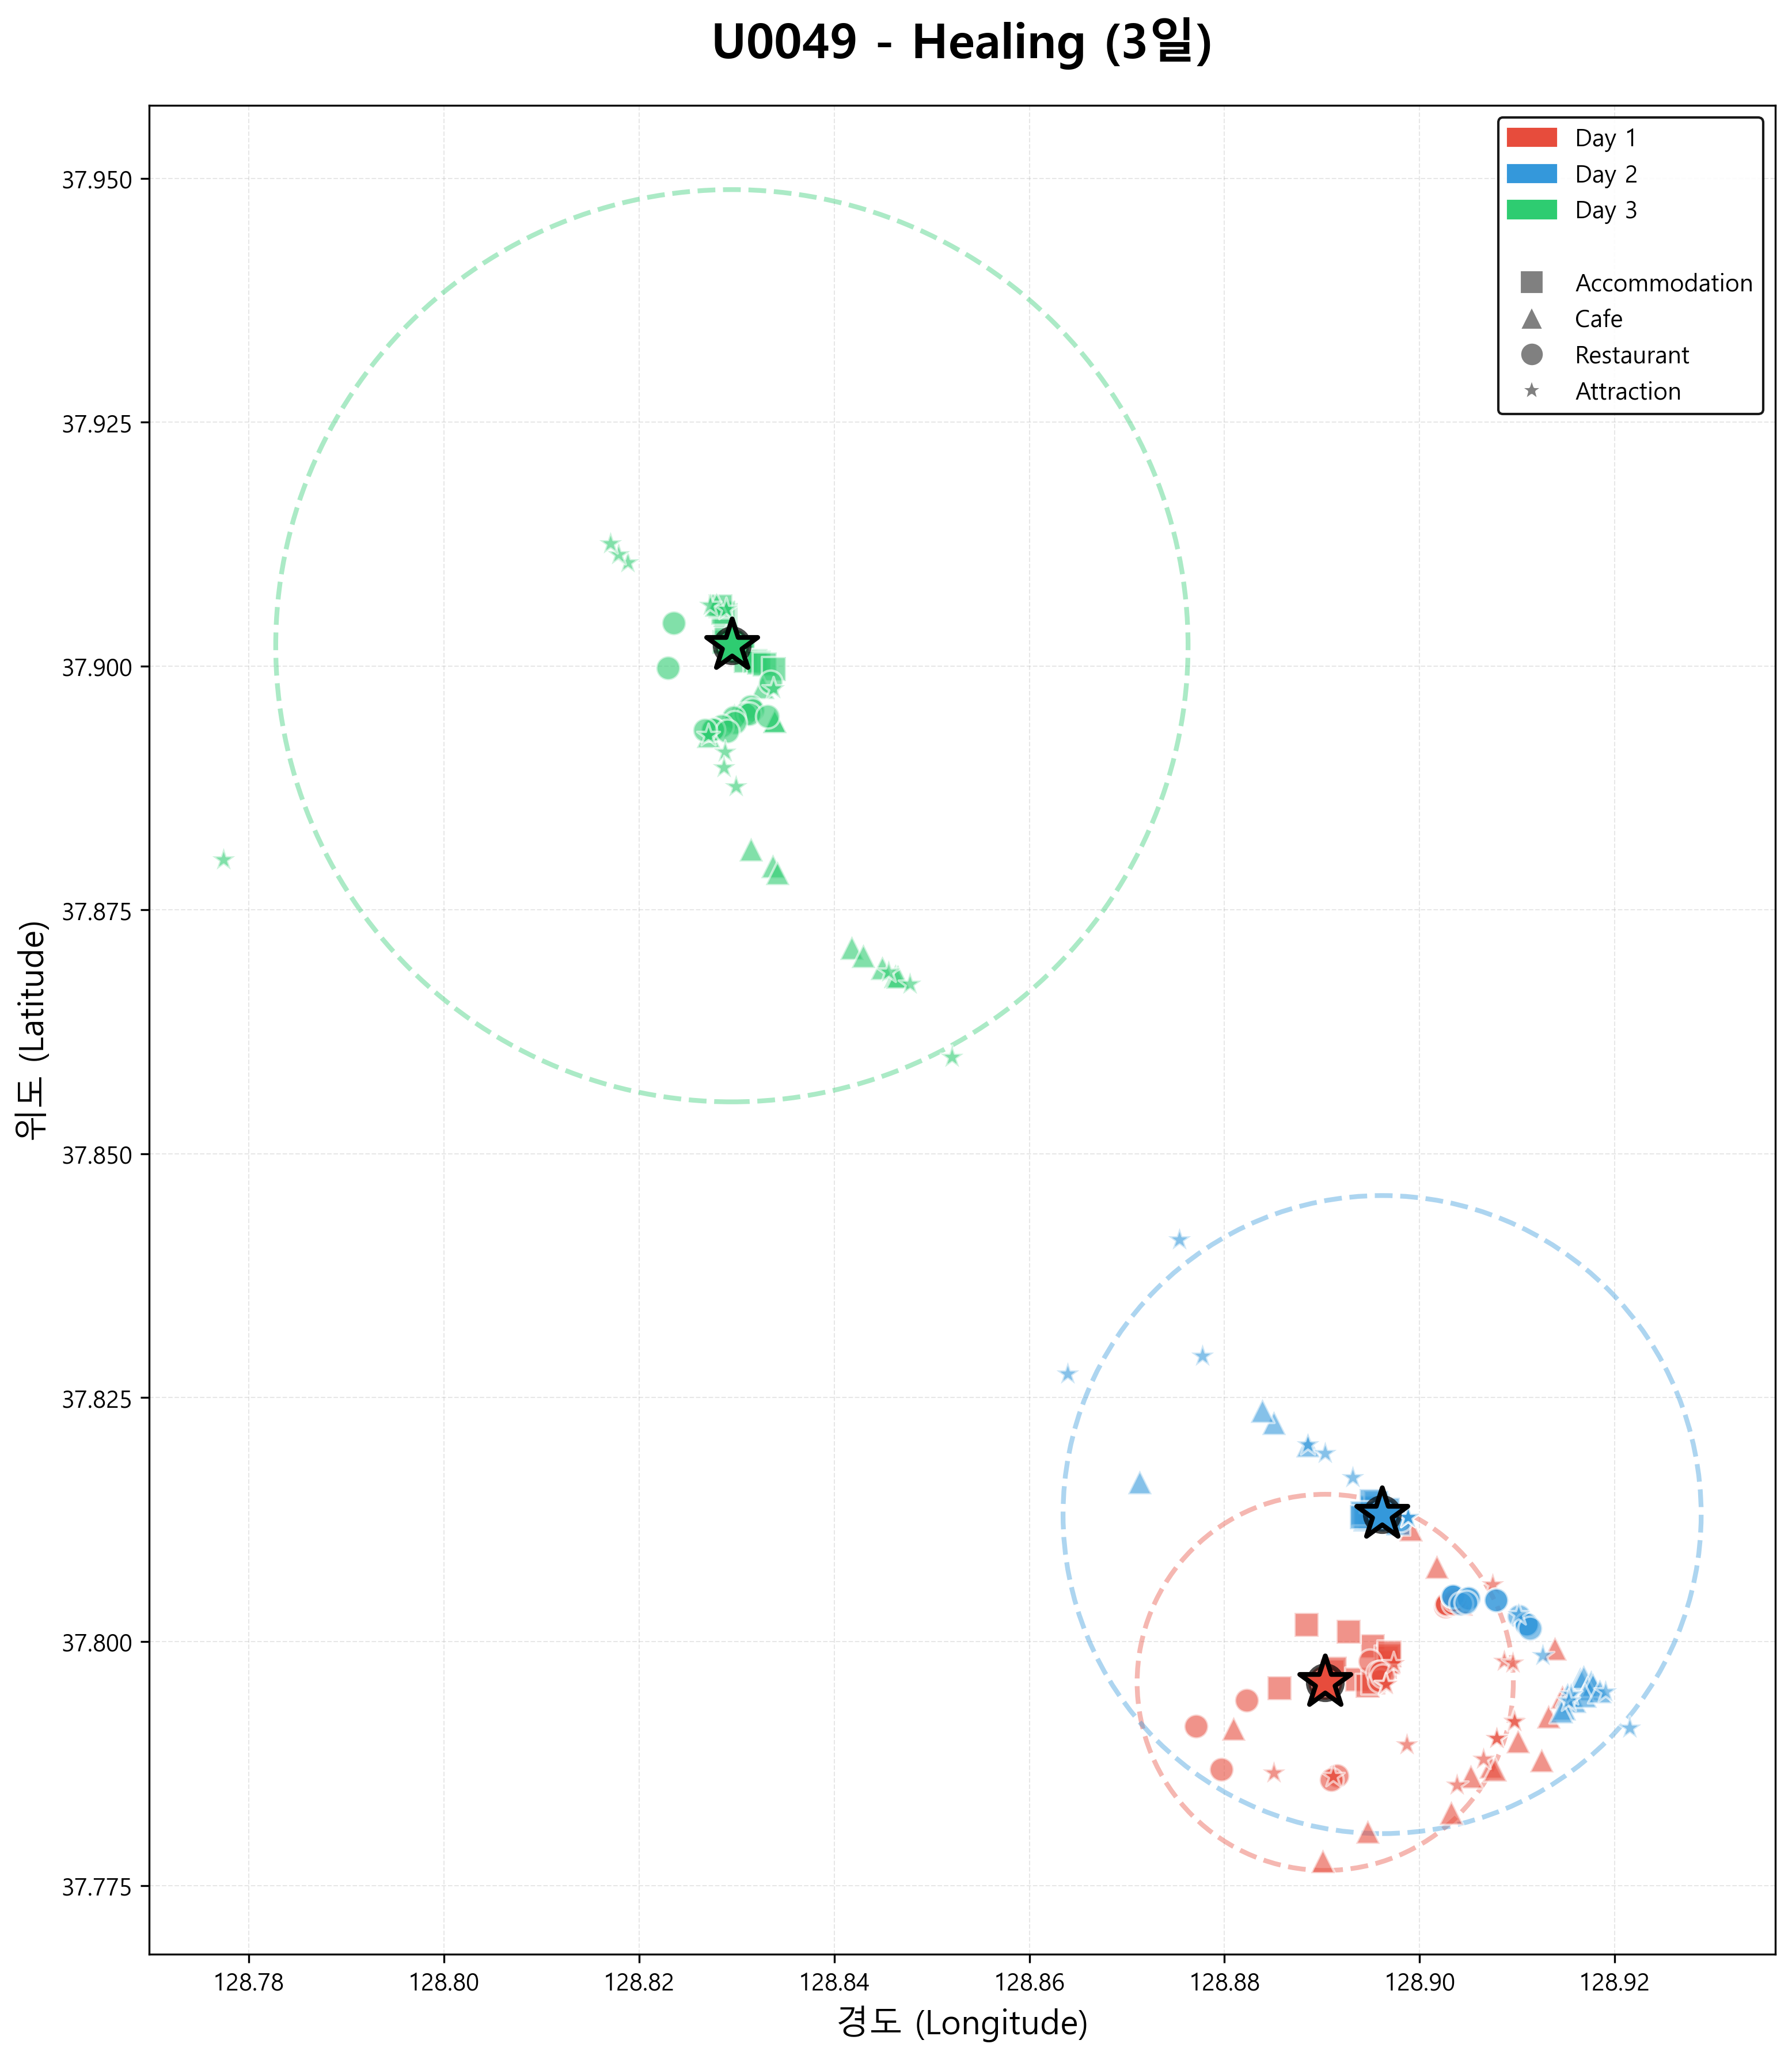 U0049 - Healing (3일)
Day 1
Day 2
Day 3
Accommodation
Cafe
Restaurant
Attraction
37.950
37.925
37.900
37.875
37.850
37.825
37.800
37.775
위도 (Latitude)
128.78 128.80 128.82 128.84 128.86 128.88 128.90 128.92
경도 (Longitude)